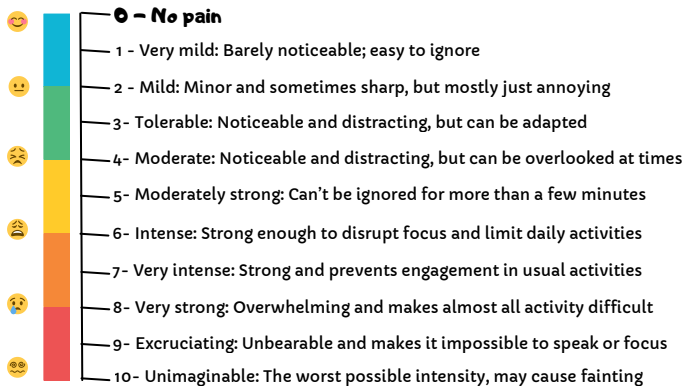 0 - No pain
1 - Very mild: Barely noticeable; easy to ignore
2 - Mild: Minor and sometimes sharp, but mostly just annoying
3- Tolerable: Noticeable and distracting, but can be adapted
4- Moderate: Noticeable and distracting, but can be overlooked at times
5- Moderately strong: Can't be ignored for more than a few minutes
6- Intense: Strong enough to disrupt focus and limit daily activities
7- Very intense: Strong and prevents engagement in usual activities
8- Very strong: Overwhelming and makes almost all activity difficult
9- Excruciating: Unbearable and makes it impossible to speak or focus
10- Unimaginable: The worst possible intensity, may cause fainting